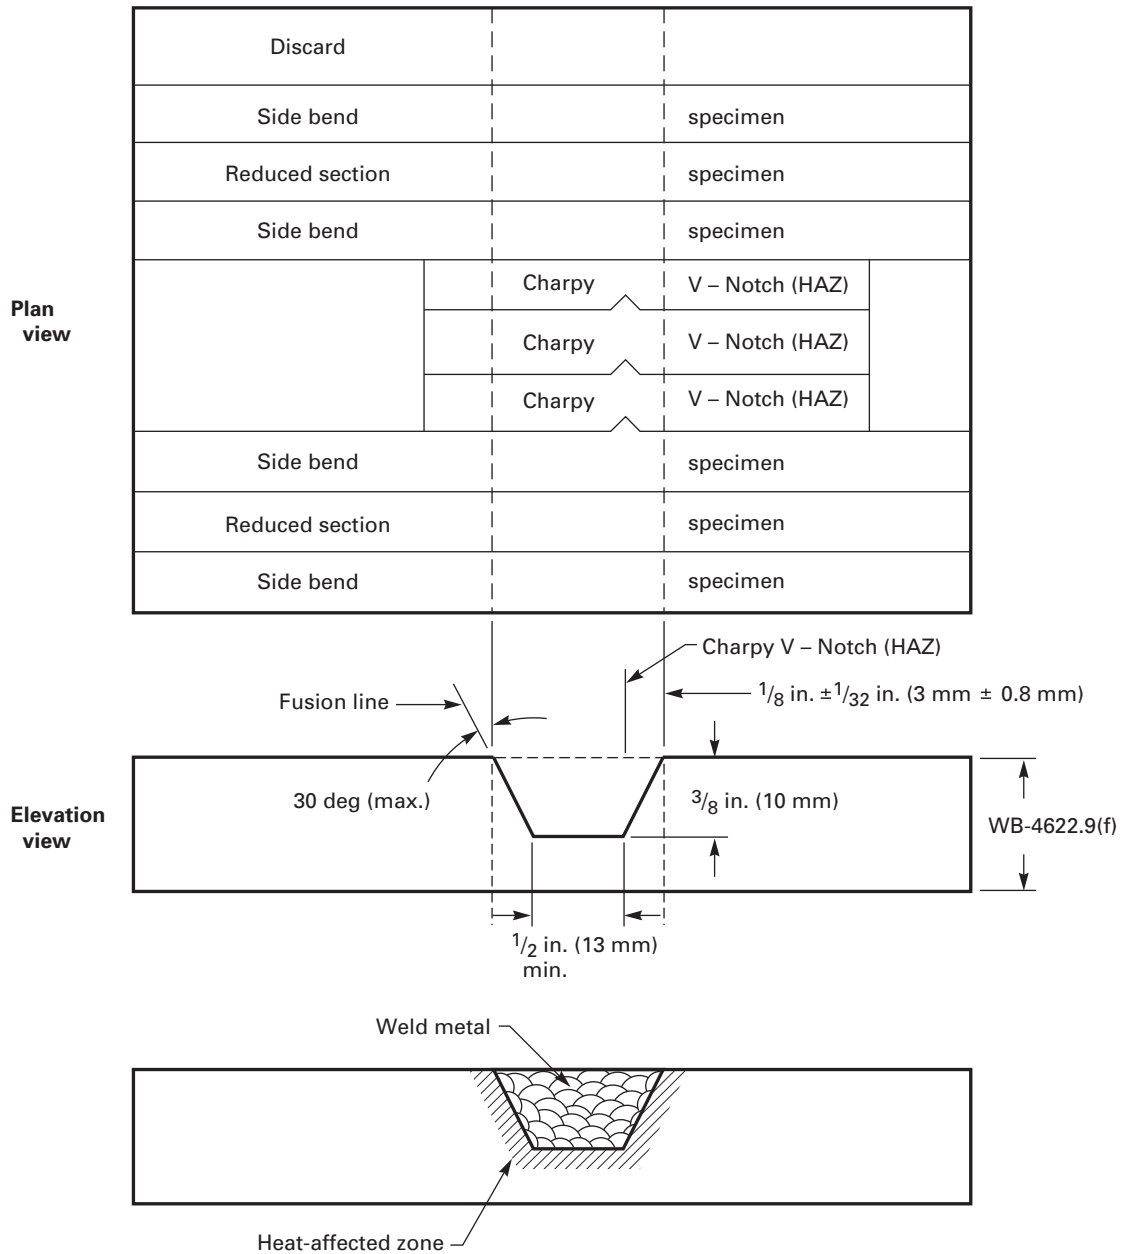 Discard
Side bend specimen
Reduced section specimen
Side bend specimen
Plan
view
Charpy V – Notch (HAZ)
Charpy V – Notch (HAZ)
Charpy V – Notch (HAZ)
Side bend specimen
Reduced section specimen
Side bend specimen
Charpy V – Notch (HAZ)
1/8 in. ±1/32 in. (3 mm ± 0.8 mm)
Fusion line
30 deg (max.)
3/8 in. (10 mm)
Elevation
view
WB-4622.9(f)
1/2 in. (13 mm)
min.
Weld metal
Heat-affected zone